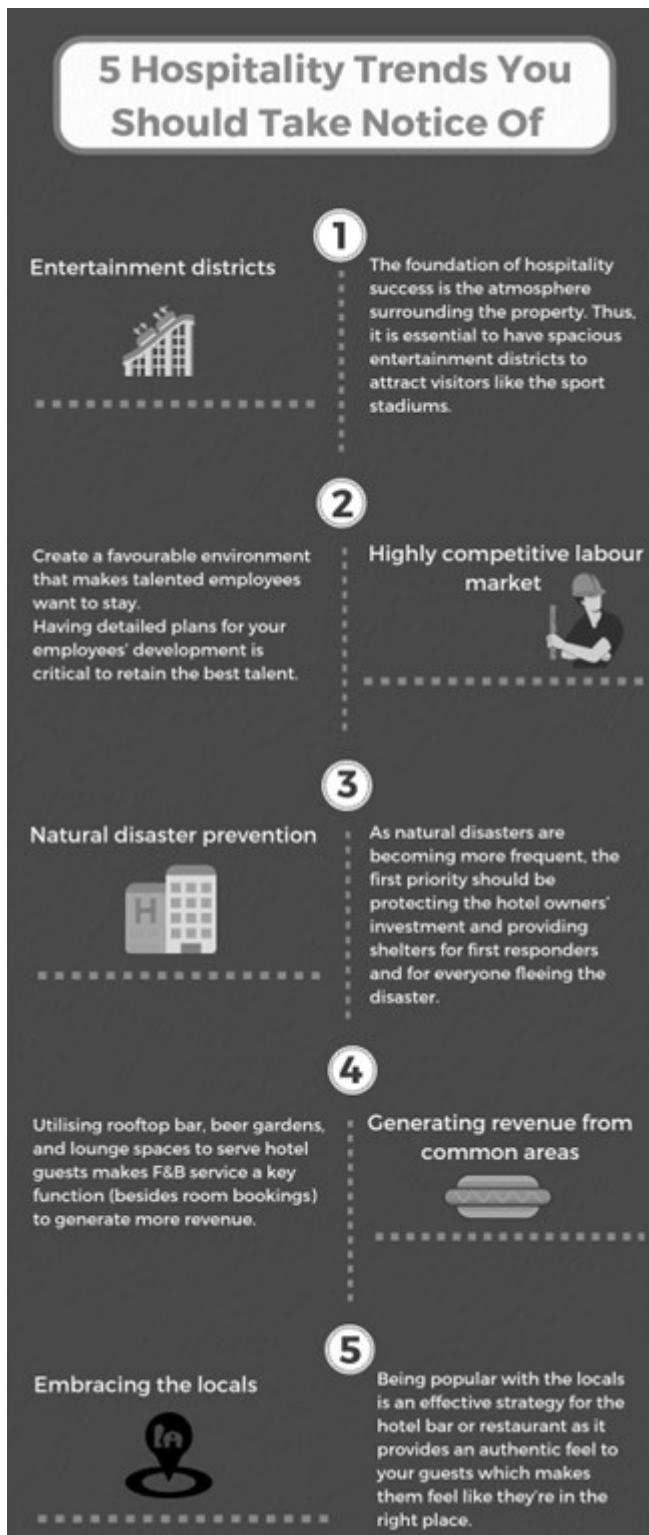 5 Hospitality Trends You
Should Take Notice Of
1
Entertainment districts
The foundation of hospitality
success is the atmosphere
surrounding the property. Thus,
it is essential to have spacious
entertainment districts to
attract visitors like the sport
stadiums.
2
Highly competitive labour
market
Create a favourable environment
that makes talented employees
want to stay.
Having detailed plans for your
employees' development is
critical to retain the best talent.
3
Natural disaster prevention
H
As natural disasters are
becoming more frequent, the
first priority should be
protecting the hotel owners'
investment and providing
shelters for first responders
and for everyone fleeing the
disaster.
4
Generating revenue from
common areas
Utilising rooftop bar, beer gardens,
and lounge spaces to serve hotel
guests makes F&B service a key
function (besides room bookings)
to generate more revenue.
5
Embracing the locals
Being popular with the locals
is an effective strategy for the
hotel bar or restaurant as it
provides an authentic feel to
your guests which makes
them feel like they're in the
right place.